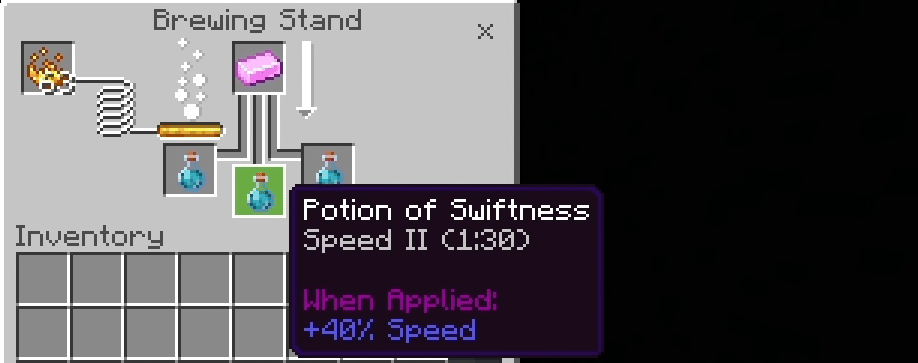 Brewing Stand
Potion of Swiftness
Speed II (1:30)
When Applied:
+40% Speed
Inventory